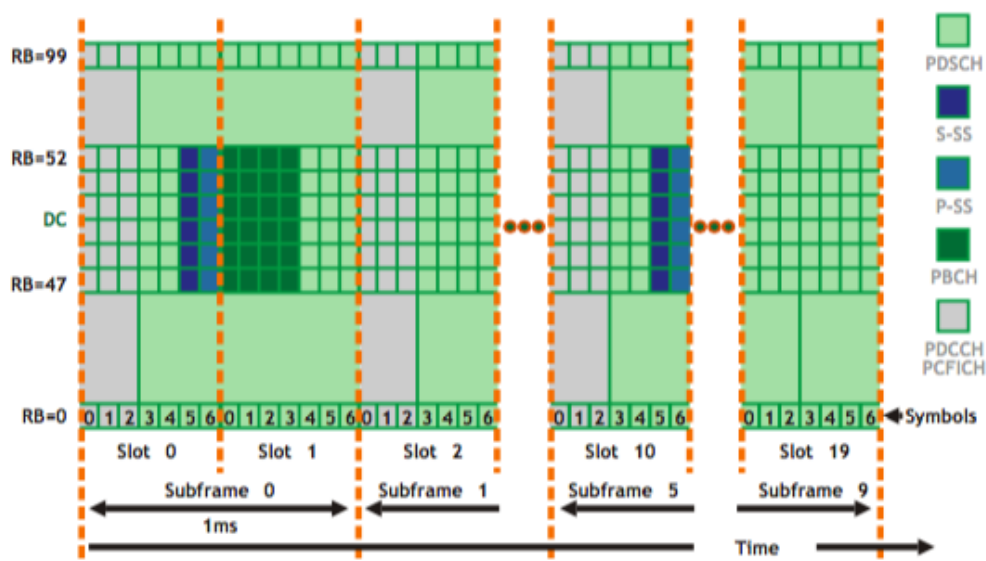 RB=99
RB=52
DC
RB=47
RB=0
0 1 2 3 4 5 6 0 1 2 3 4 5 6 0 1 2 3 4 5 6 0 1 2 3 4 5 6 0 1 2 3 4 5 6
Symbols
Slot 0 Slot 1 Slot 2 Slot 10 Slot 19
Subframe 0 Subframe 1 Subframe 5 Subframe 9
1ms
Time
PDSCH
S-SS
P-SS
PBCH
PDCCH
PCFICH